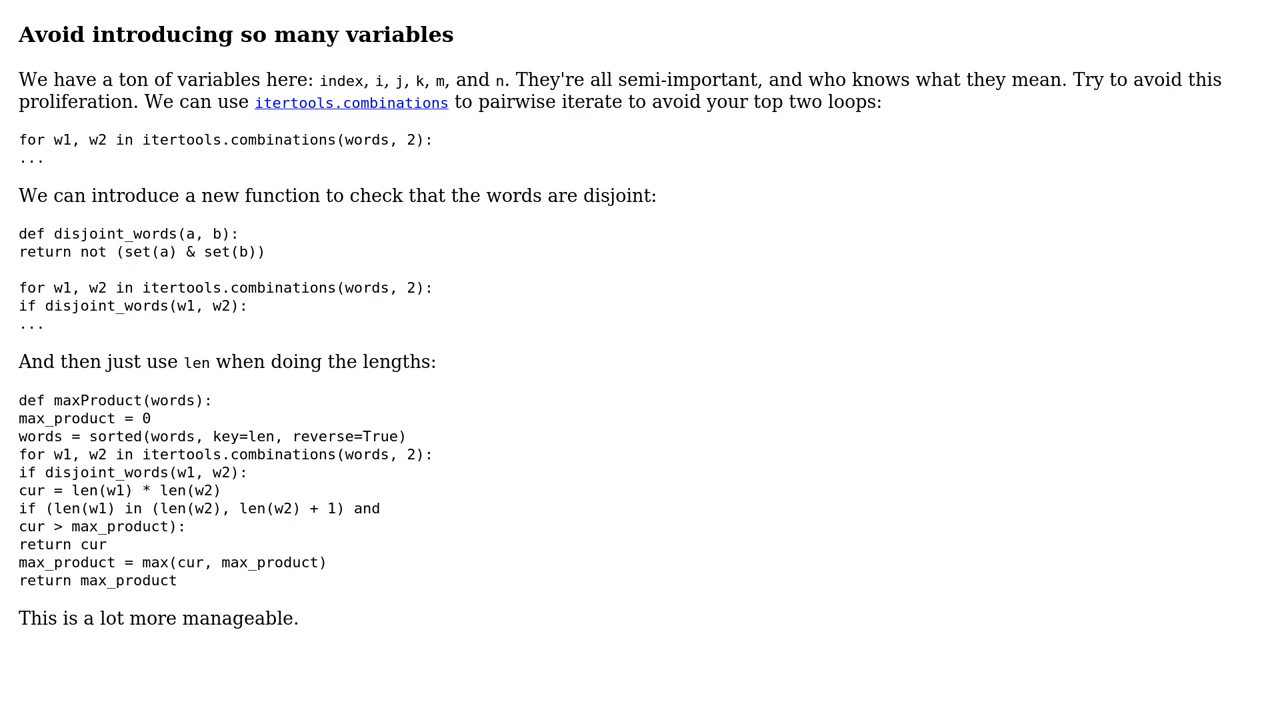 Avoid introducing so many variables
We have a ton of variables here: index, i, j, k, m, and n. They're all semi-important, and who knows what they mean. Try to avoid this
proliferation. We can use itertools.combinations to pairwise iterate to avoid your top two loops:
for w1, w2 in itertools.combinations(words, 2):
...
We can introduce a new function to check that the words are disjoint:
def disjoint_words(a, b):
return not (set(a) & set(b))
for w1, w2 in itertools.combinations(words, 2):
if disjoint_words(w1, w2):
...
And then just use len when doing the lengths:
def maxProduct(words):
max_product = 0
words = sorted(words, key=len, reverse=True)
for w1, w2 in itertools.combinations(words, 2):
if disjoint_words(w1, w2):
cur = len(w1) * len(w2)
if (len(w1) in (len(w2), len(w2) + 1) and
cur > max_product):
return cur
max_product = max(cur, max_product)
return max_product
This is a lot more manageable.